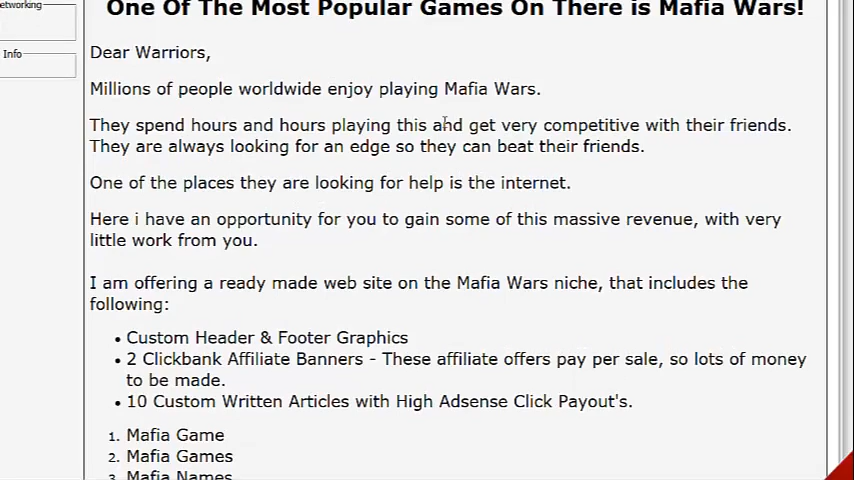 etworking
One Of The Most Popular Games On There is Mafia Wars!
Info
Dear Warriors,
Millions of people worldwide enjoy playing Mafia Wars.
They spend hours and hours playing this and get very competitive with their friends.
They are always looking for an edge so they can beat their friends.
One of the places they are looking for help is the internet.
Here i have an opportunity for you to gain some of this massive revenue, with very
little work from you.
I am offering a ready made web site on the Mafia Wars niche, that includes the
following:
• Custom Header & Footer Graphics
• 2 Clickbank Affiliate Banners - These affiliate offers pay per sale, so lots of money
to be made.
• 10 Custom Written Articles with High Adsense Click Payout's.
1. Mafia Game
2. Mafia Games
3. Mafia Names